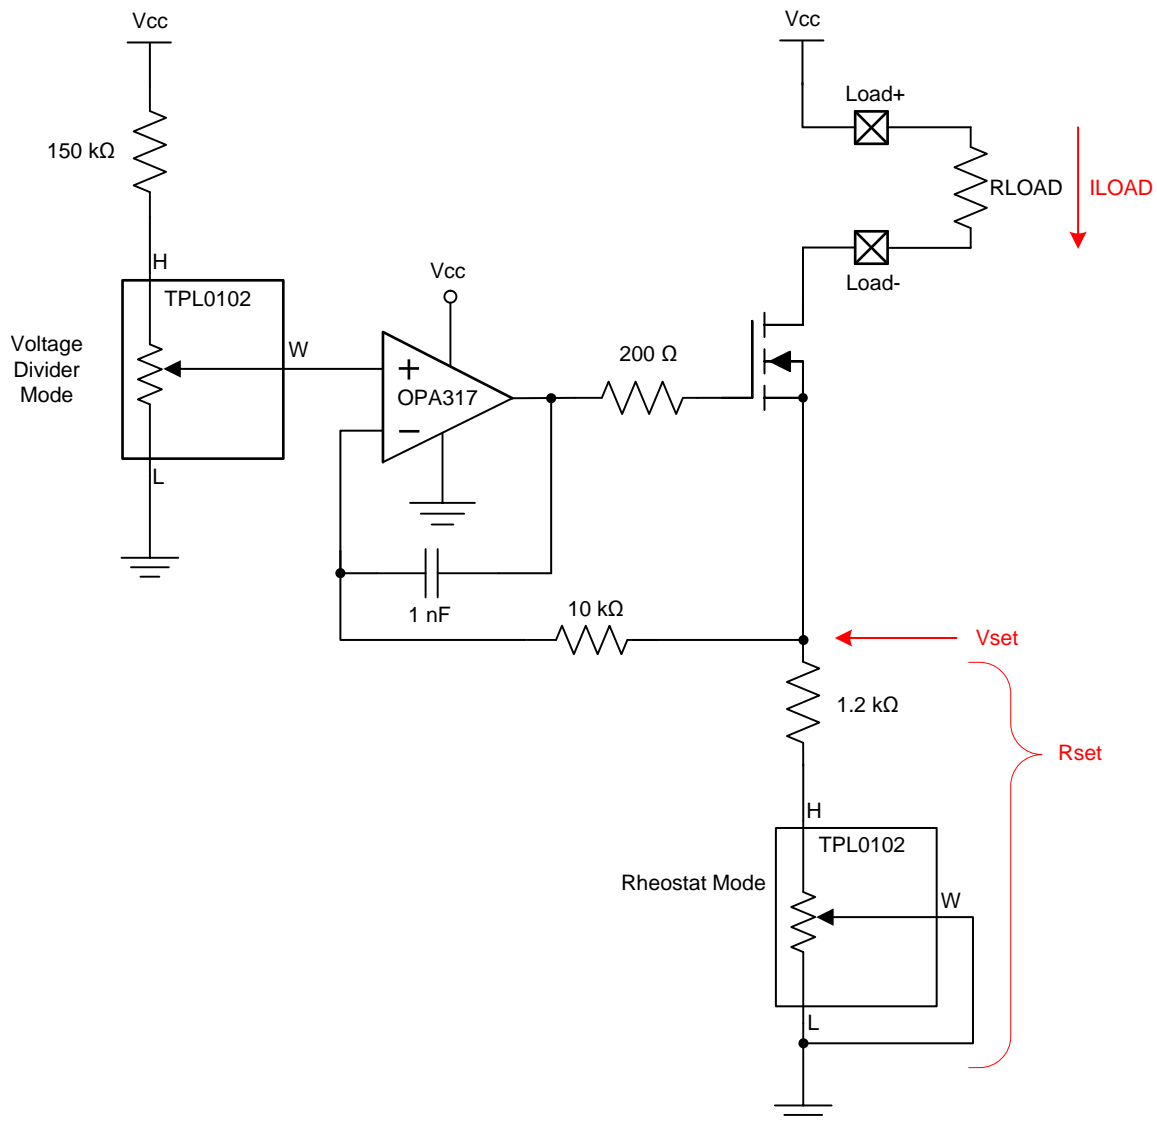 Vcc
Vcc
Load+
150 kΩ
RLOAD
ILOAD
H
TPL0102
Vcc
Load-
Voltage
Divider
Mode
W
200 Ω
+
OPA317
−
L
1 nF
10 kΩ
Vset
1.2 kΩ
Rset
H
TPL0102
Rheostat Mode
W
L